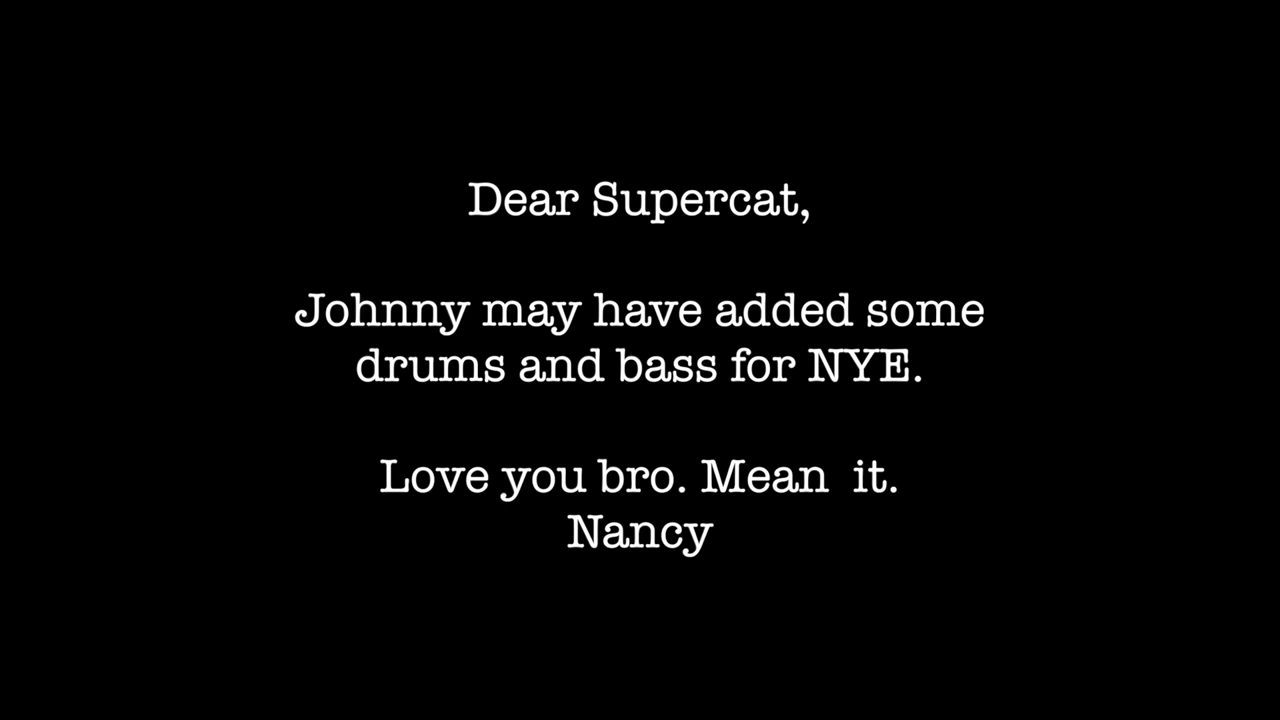 Dear Supercat,
Johnny may have added some
drums and bass for NYE.
Love you bro. Mean  it.
Nancy